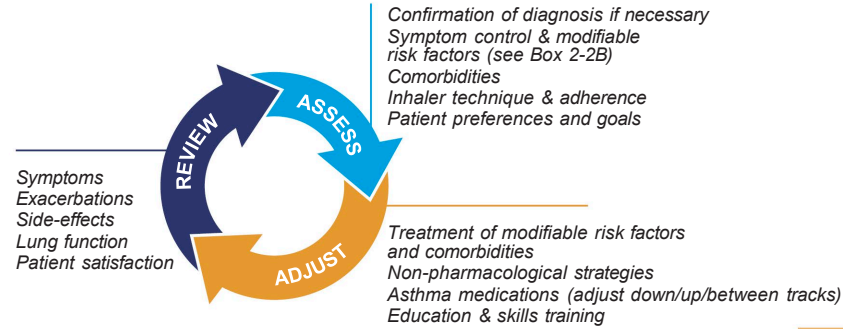 Confirmation of diagnosis if necessary
Symptom control & modifiable
risk factors (see Box 2-2B)
Comorbidities
Inhaler technique & adherence
Patient preferences and goals
ASSESS
REVIEW
ADJUST
Symptoms
Exacerbations
Side-effects
Lung function
Patient satisfaction
Treatment of modifiable risk factors
and comorbidities
Non-pharmacological strategies
Asthma medications (adjust down/up/between tracks)
Education & skills training